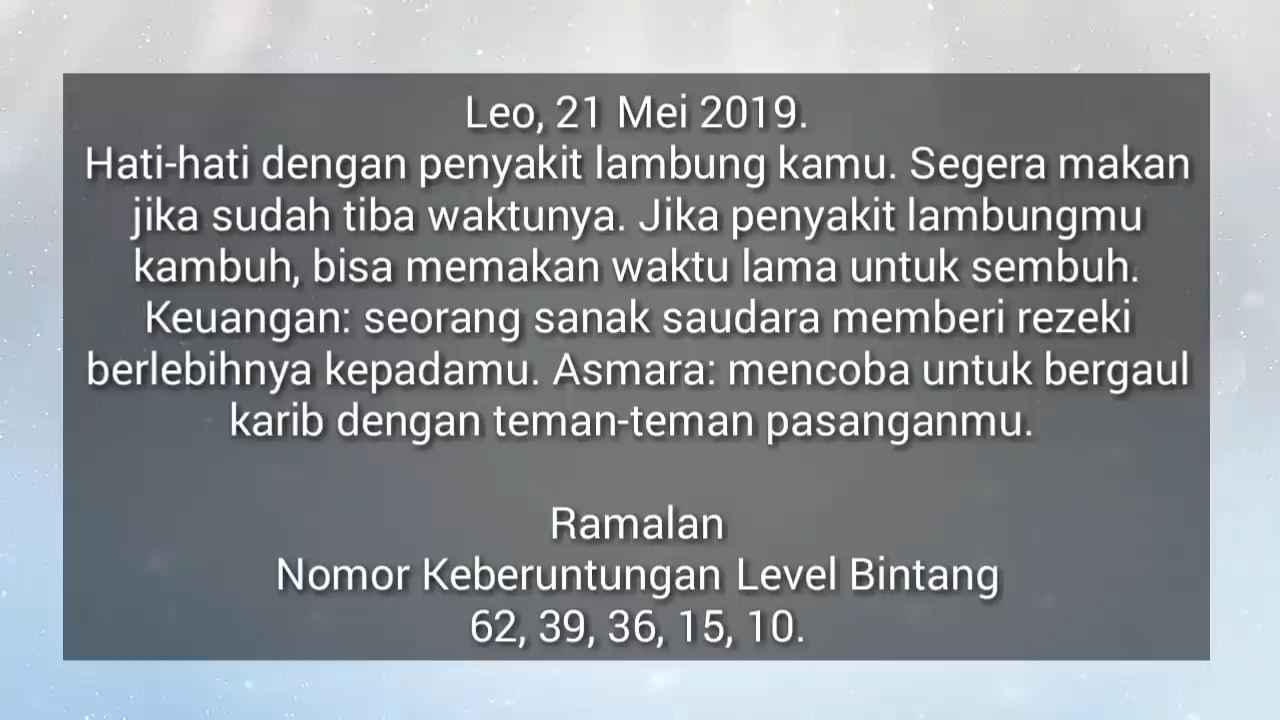 Leo, 21 Mei 2019.
Hati-hati dengan penyakit lambung kamu. Segera makan
jika sudah tiba waktunya. Jika penyakit lambungmu
kambuh, bisa memakan waktu lama untuk sembuh.
Keuangan: seorang sanak saudara memberi rezeki
berlebihnya kepadamu. Asmara: mencoba untuk bergaul
karib dengan teman-teman pasanganmu.
Ramalan
Nomor Keberuntungan Level Bintang
62, 39, 36, 15, 10.